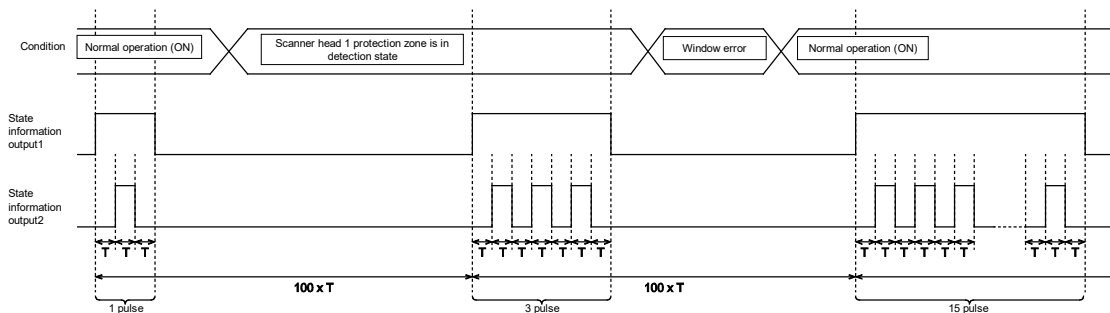 Condition
Normal operation (ON)
Scanner head 1 protection zone is in
detection state
Window error
Normal operation (ON)
State
information
output1
State
information
output2
T T T
T T T T T T T
T T T T T
T T T
100 x T
100 x T
1 pulse
3 pulse
15 pulse